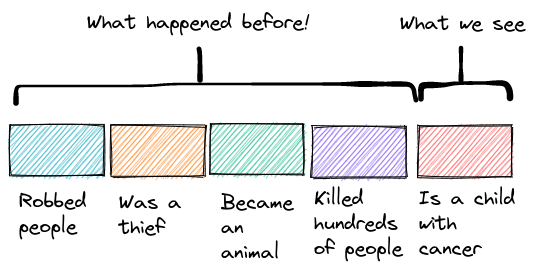 What happened before!
What we see
Robbed
people
Was a
thief
Became
an
animal
Killed
hundreds
of people
Is a child
with
cancer